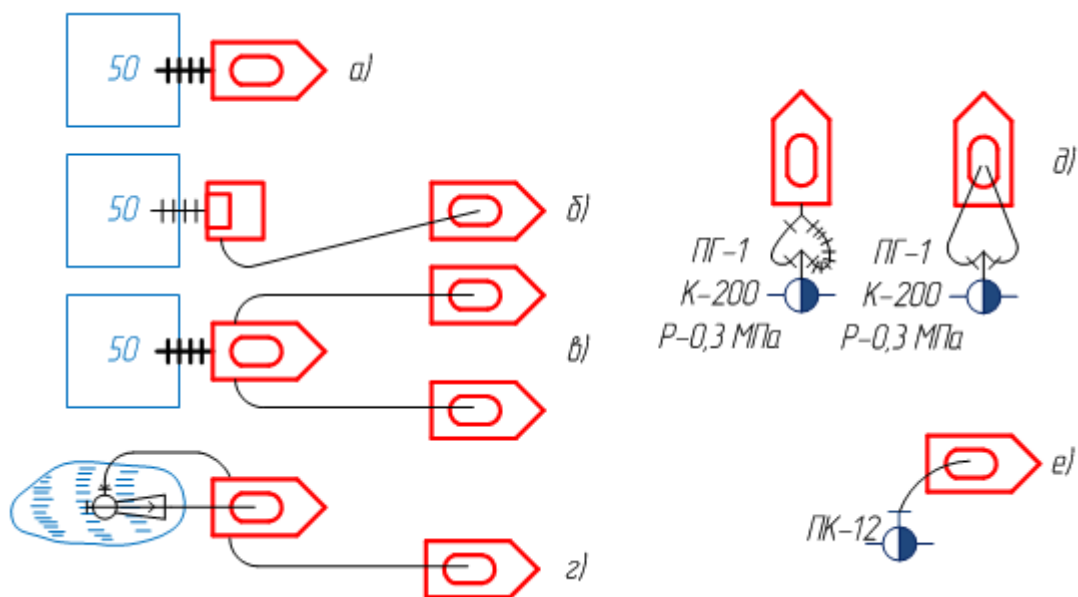 50
а)
50
б)
50
в)
г)
ПГ-1
К-200
Р-0,3 МПа
ПГ-1
К-200
Р-0,3 МПа
д)
ПК-12
е)